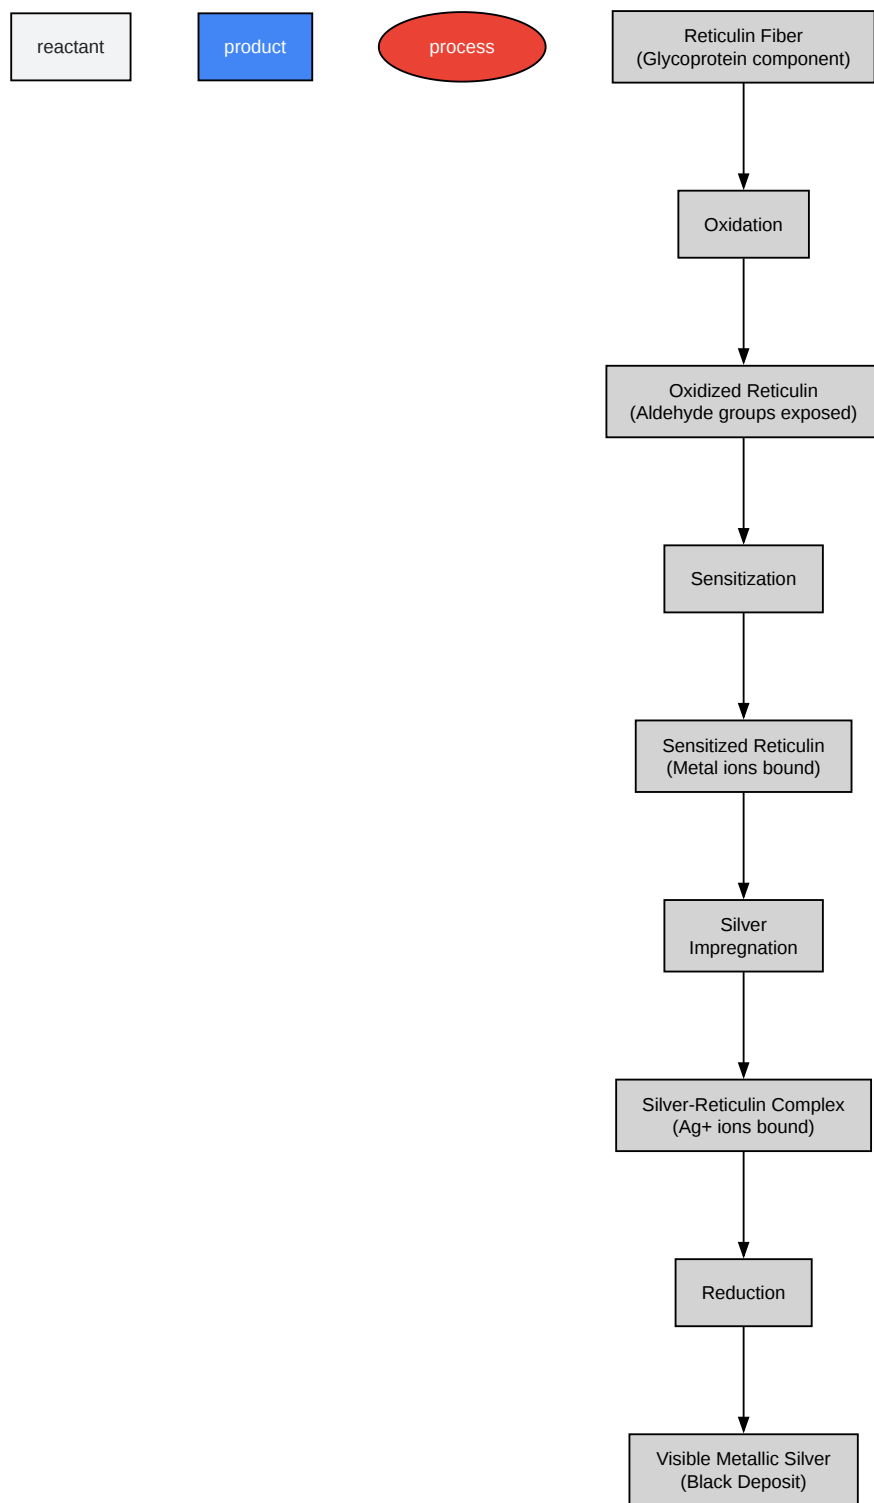 reactant
product
process
Reticulin Fiber
(Glycoprotein component)
Oxidation
Oxidized Reticulin
(Aldehyde groups exposed)
Sensitization
Sensitized Reticulin
(Metal ions bound)
Silver
Impregnation
Silver-Reticulin Complex
(Ag+ ions bound)
Reduction
Visible Metallic Silver
(Black Deposit)